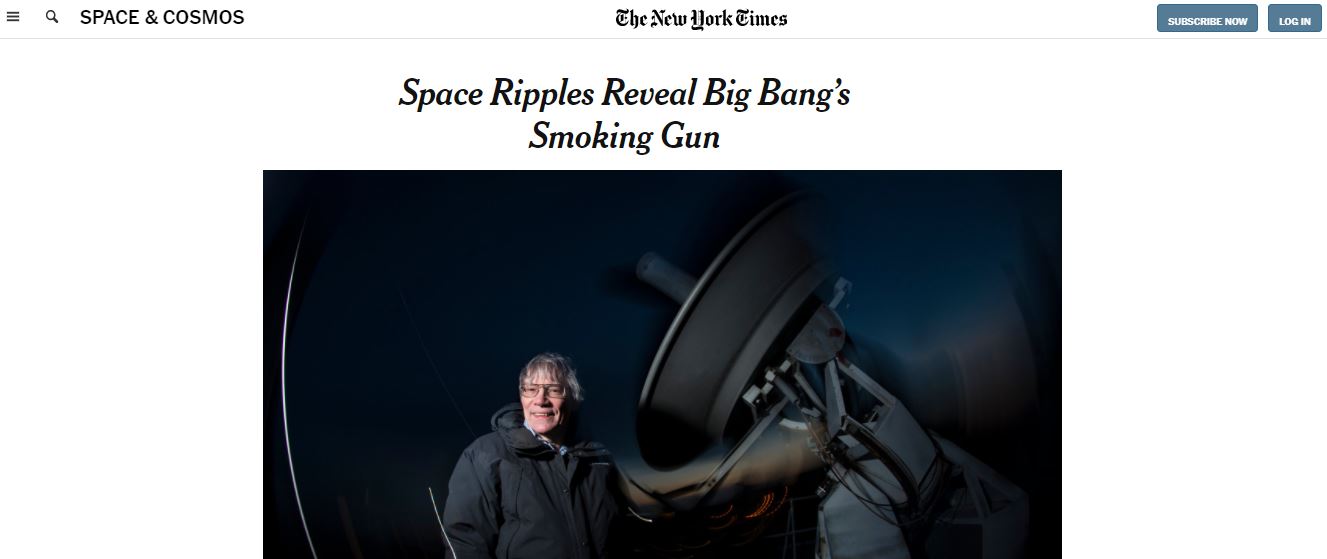 SPACE & COSMOS
The New York Times
SUBSCRIBE NOW
LOG IN
Space Ripples Reveal Big Bang’s
Smoking Gun